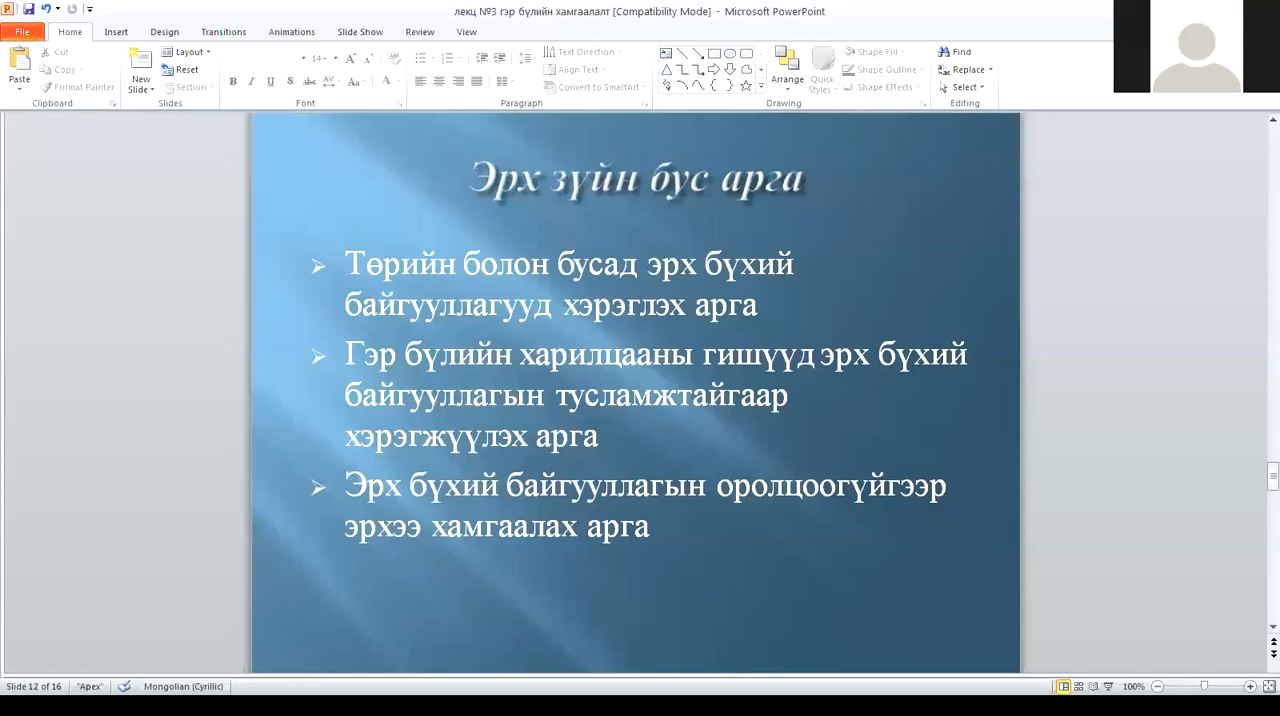 лекц №3 гэр бүлийн хамгаалалт [Compatibility Mode] - Microsoft PowerPoint
File Home Insert Design Transitions Animations Slide Show Review View
Paste
Cut
Copy
Format Painter
Clipboard
New Slide
Layout
Reset
Section
Slides
14
B I U S abc AV Aa A
Font
Paragraph
Text Direction
Align Text
Convert to SmartArt
Arrange
Quick Styles
Shape Fill
Shape Outline
Shape Effects
Drawing
Find
Replace
Select
Editing
Эрх зүйн бус арга
Төрийн болон бусад эрх бүхий
байгууллагууд хэрэглэх арга
Гэр бүлийн харилцааны гишүүд эрх бүхий
байгууллагын тусламжтайгаар
хэрэгжүүлэх арга
Эрх бүхий байгууллагын оролцоогүйгээр
эрхээ хамгаалах арга
Slide 12 of 16 "Apex" Mongolian (Cyrillic) 100%